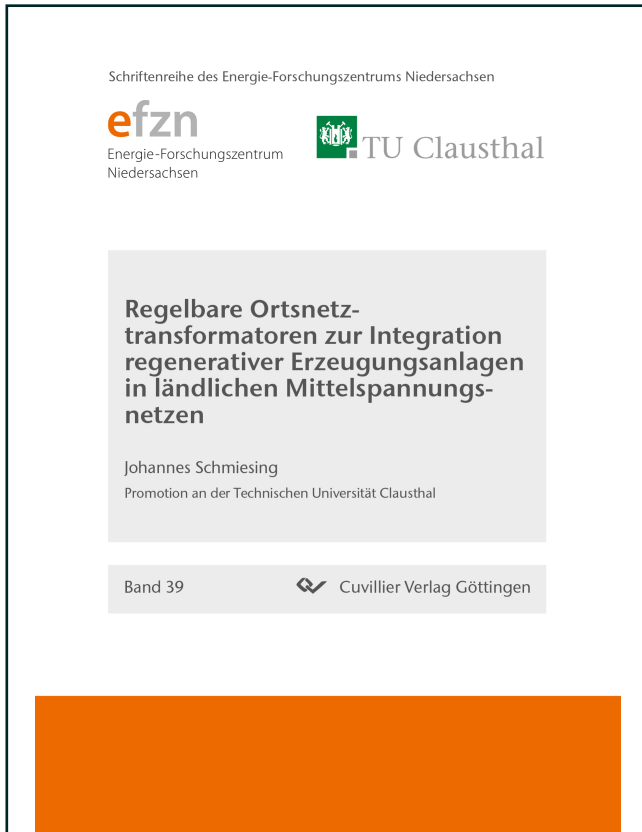 Schriftenreihe des Energie-Forschungszentrums Niedersachsen
efzn
Energie-Forschungszentrum
Niedersachsen
TU Clausthal
Regelbare Ortsnetz-
transformatoren zur Integration
regenerativer Erzeugungsanlagen
in ländlichen Mittelspannungs-
netzen
Johannes Schmiesing
Promotion an der Technischen Universität Clausthal
Band 39
Cuvillier Verlag Göttingen